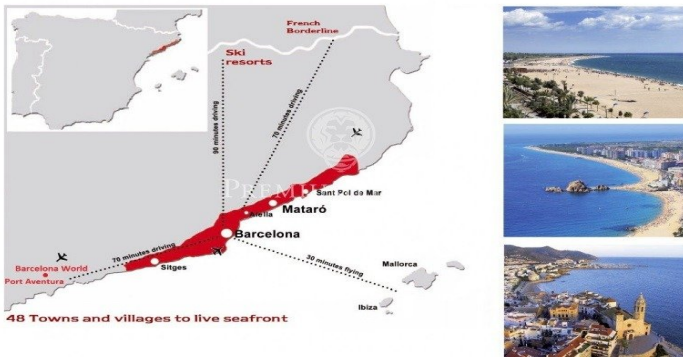 French
Borderline
Ski
resorts
90 minutes driving
70 minutes driving
PREMIU
Sant Pol de Mar
Mataró
Alella
Barcelona
70 minutes driving
30 minutes flying
Barcelona World
Port Aventura
Sitges
Mallorca
Ibiza
48 Towns and villages to live seafront